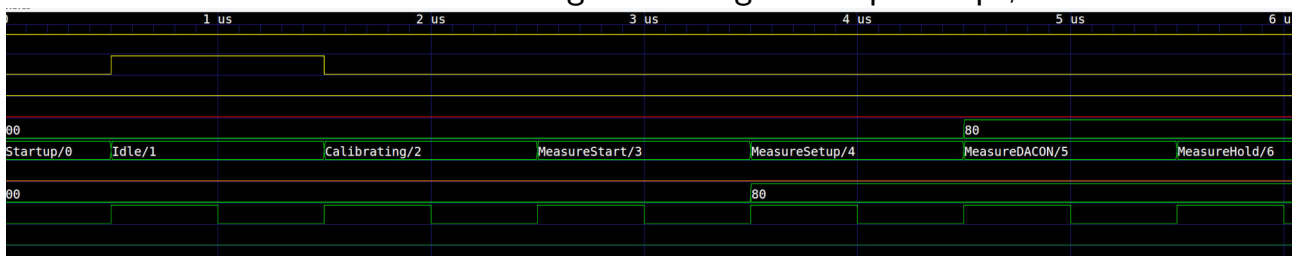 1 us 2 us 3 us 4 us 5 us 6 u
00 80
Startup/0 Idle/1 Calibrating/2 MeasureStart/3 MeasureSetup/4 MeasureDACON/5 MeasureHold/6
00 80